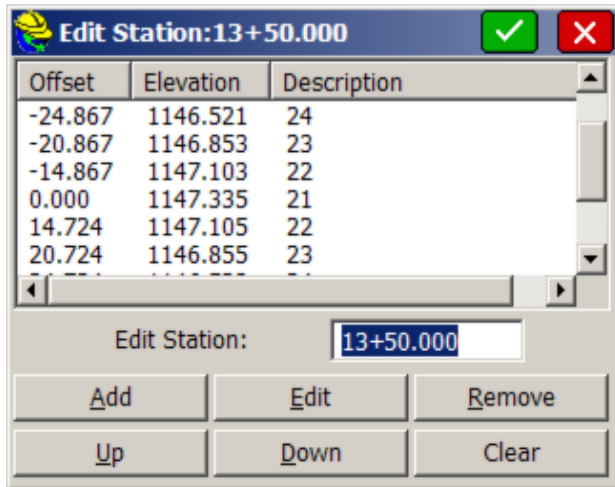 Edit Station:13+50.000
Offset Elevation Description
-24.867 1146.521 24
-20.867 1146.853 23
-14.867 1147.103 22
0.000 1147.335 21
14.724 1147.105 22
20.724 1146.855 23
Edit Station: 13+50.000
Add Edit Remove
Up Down Clear